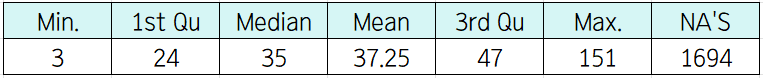 Min. 1st Qu Median Mean 3rd Qu Max. NA'S
3 24 35 37.25 47 151 1694